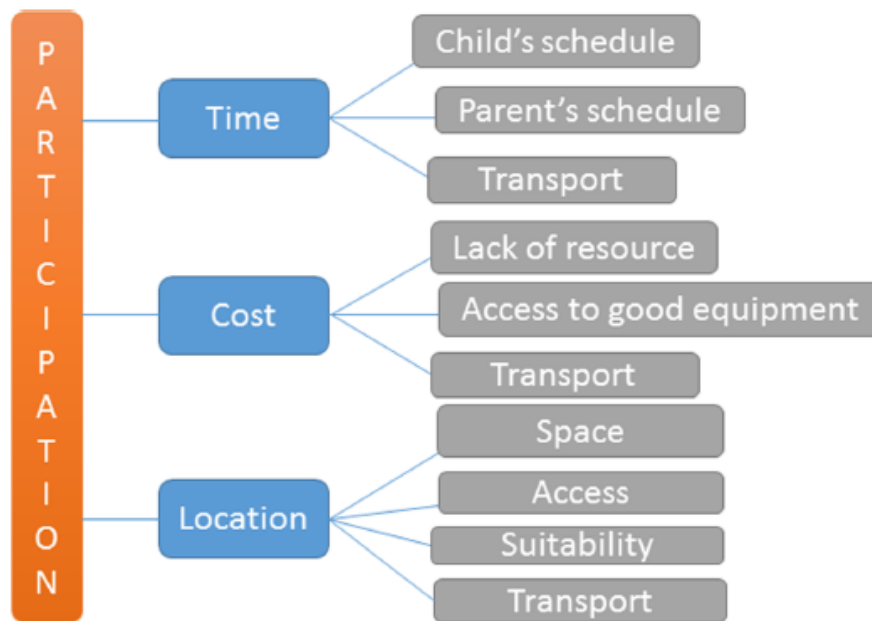 PARTICIPATION
Time
Child's schedule
Parent's schedule
Transport
Cost
Lack of resource
Access to good equipment
Transport
Location
Space
Access
Suitability
Transport